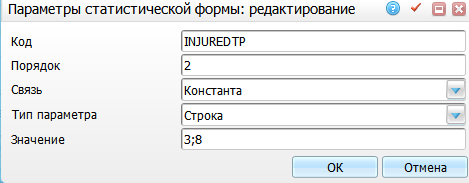 Параметры статистической формы: редактирование
Код INJUREDTP
Порядок 2
Связь Константа
Тип параметра Строка
Значение 3;8
ОК Отмена